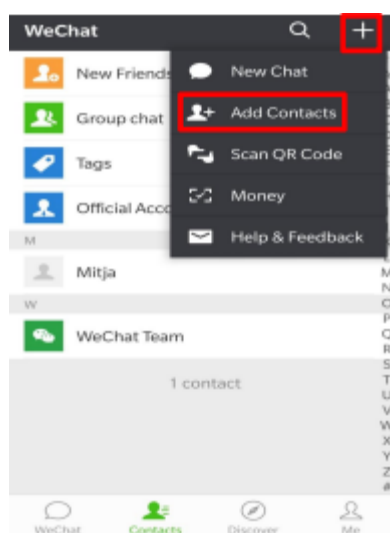 WeChat
New Friends
New Chat
Group chat
Add Contacts
Tags
Scan QR Code
Official Acco
Money
Help & Feedback
M
Mitja
W
WeChat Team
1 contact
M
N
O
P
Q
R
S
T
U
V
W
X
Y
Z
#
WeChat
Contacts
Discover
Me